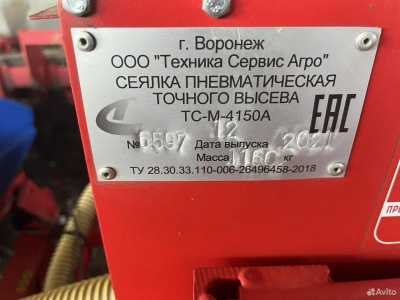 г. Воронеж
ООО "Техника Сервис Агро"
СЕЯЛКА ПНЕВМАТИЧЕСКАЯ
ТОЧНОГО ВЫСЕВА
ТС-М-4150А
EAC
№ 6597 Дата выпуска 12 2021
Масса 1160 кг
ТУ 28.30.33.110-006-26496458-2018
Avito